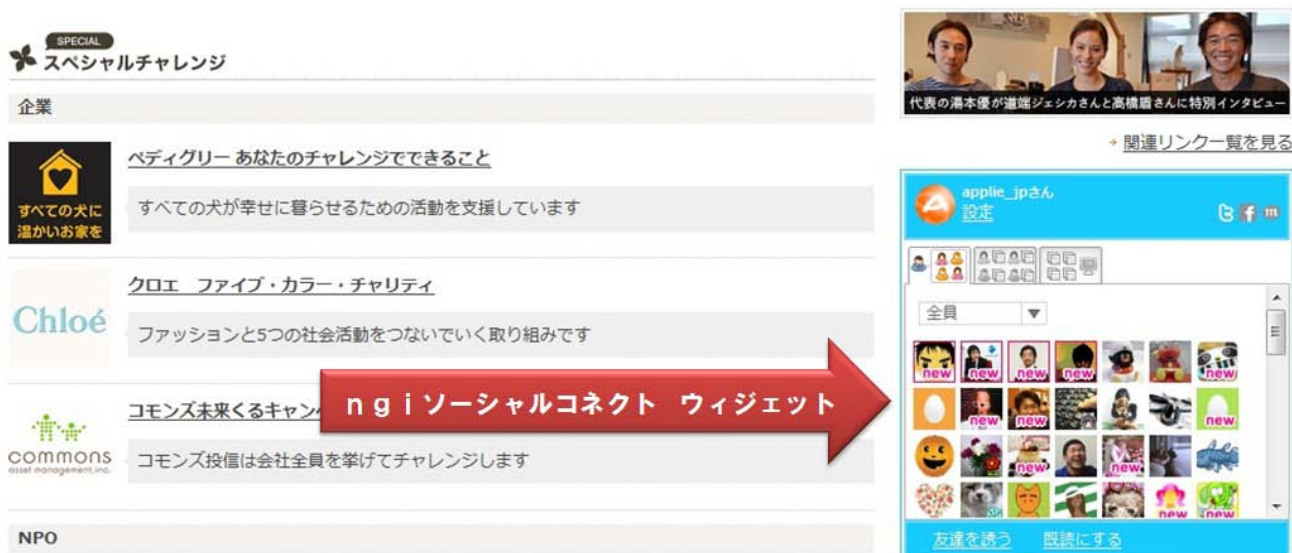 SPECIAL
スペシャルチャレンジ
企業
すべての犬に
温かいお家を
ペディグリー あなたのチャレンジでできること
すべての犬が幸せに暮らせるための活動を支援しています
Chloé
クロエ ファイブ・カラー・チャリティ
ファッションと5つの社会活動をつないでいく取り組みです
commons
asset management, inc.
コモンズ未来くるキャン
コモンズ投信は会社全員を挙げてチャレンジします
NPO
ngiソーシャルコネクト ウィジェット
代表の湯本優が道端ジェシカさんと高橋盾さんに特別インタビュー
関連リンク一覧を見る
applie_jpさん
設定
全員
new new new new new
new new new
new new
new new
友達を誘う 既読にする